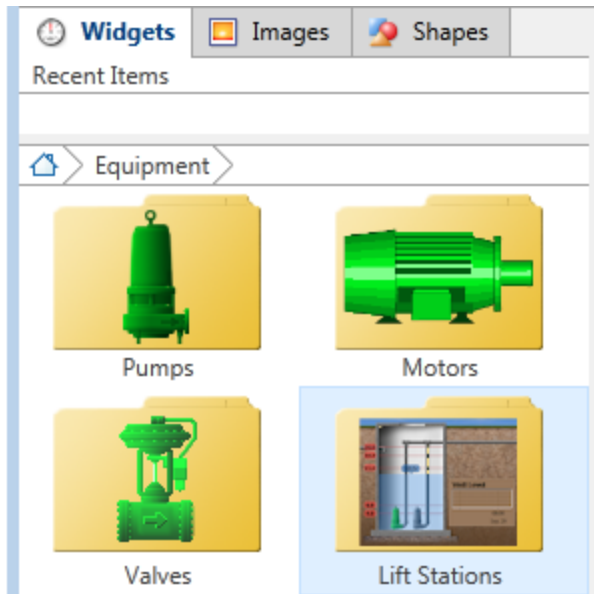 Widgets Images Shapes
Recent Items
Equipment
Pumps Motors
Valves Lift Stations